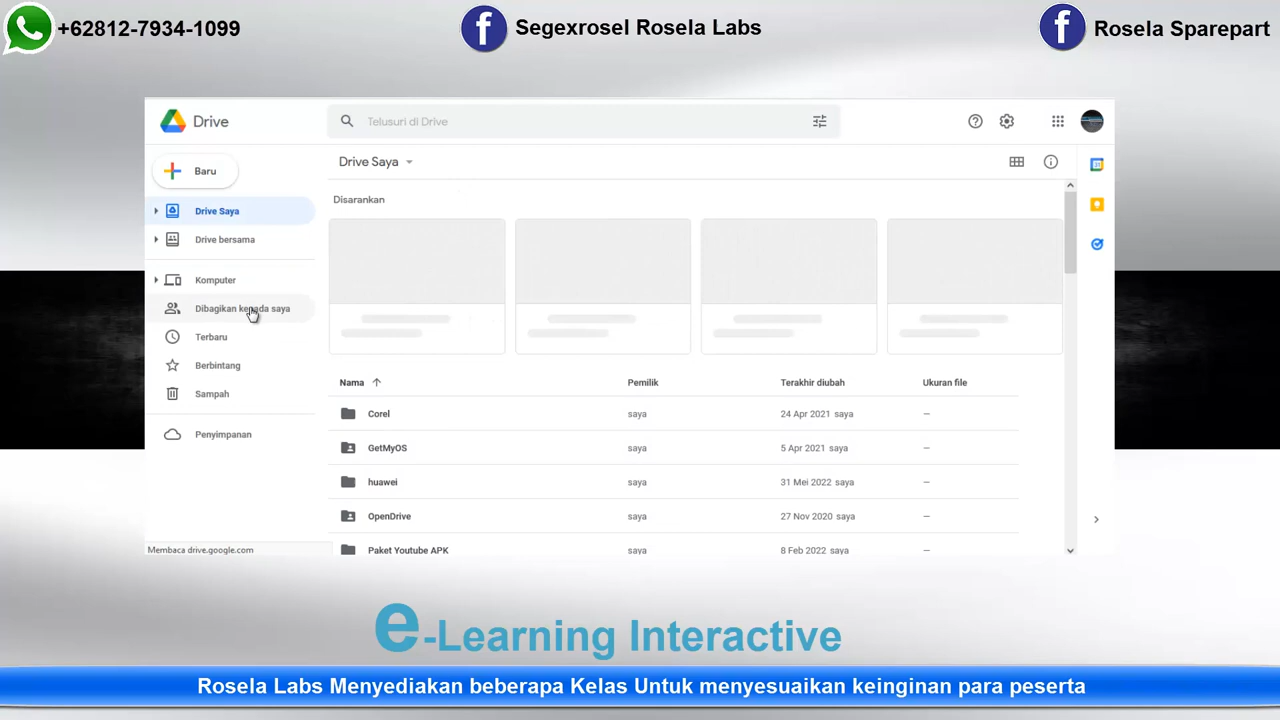 +62812-7934-1099
Segexrosel Rosela Labs
Rosela Sparepart
Drive
Telusuri di Drive
Baru
Drive Saya
Drive bersama
Komputer
Dibagikan kepada saya
Terbaru
Berbintang
Sampah
Penyimpanan
Membaca drive.google.com
Drive Saya
Disarankan
Nama Pemilik Terakhir diubah Ukuran file
Corel saya 24 Apr 2021 saya –
GetMyOS saya 5 Apr 2021 saya –
huawei saya 31 Mei 2022 saya –
OpenDrive saya 27 Nov 2020 saya –
Paket Youtube APK saya 8 Feb 2022 saya –
e-Learning Interactive
Rosela Labs Menyediakan beberapa Kelas Untuk menyesuaikan keinginan para peserta